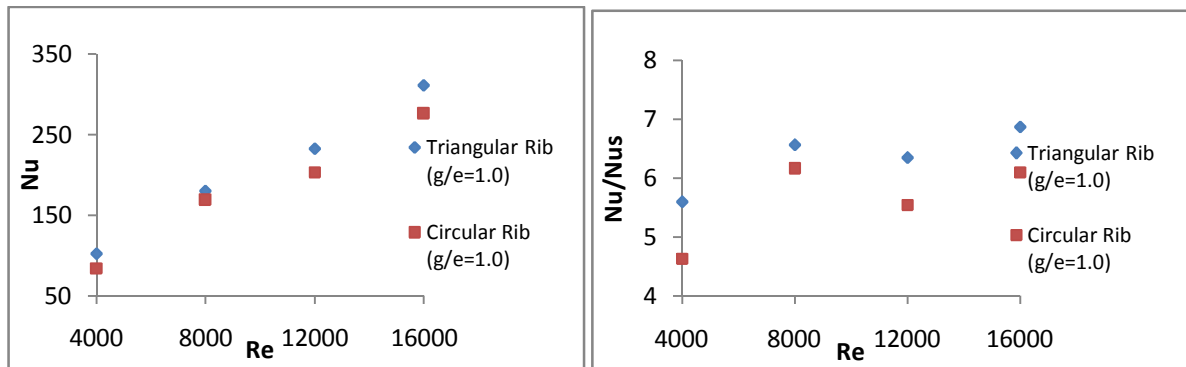 350
250
150
50
Nu
4000
8000
12000
16000
Re
Triangular Rib
(g/e=1.0)
Circular Rib
(g/e=1.0)
8
7
6
5
4
Nu/Nus
4000
8000
12000
16000
Re
Triangular Rib
(g/e=1.0)
Circular Rib
(g/e=1.0)